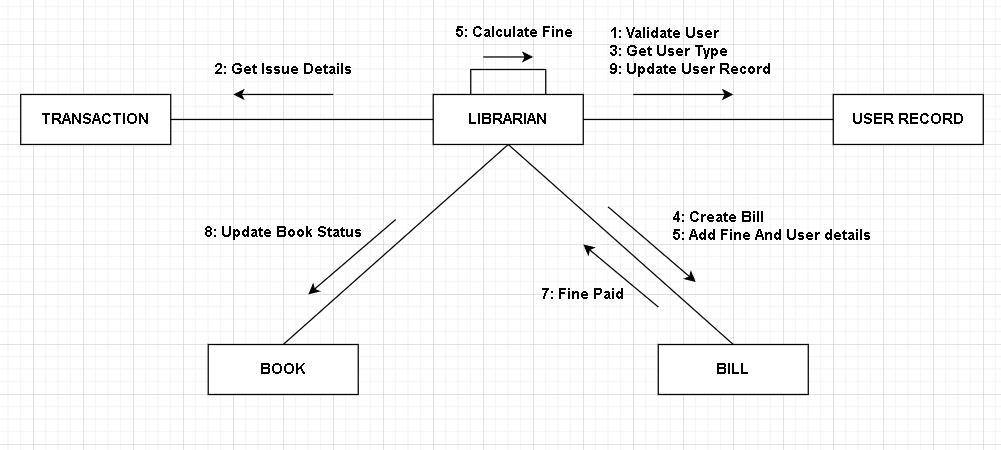 5: Calculate Fine
1: Validate User
3: Get User Type
9: Update User Record
2: Get Issue Details
TRANSACTION
LIBRARIAN
USER RECORD
8: Update Book Status
4: Create Bill
5: Add Fine And User details
7: Fine Paid
BOOK
BILL